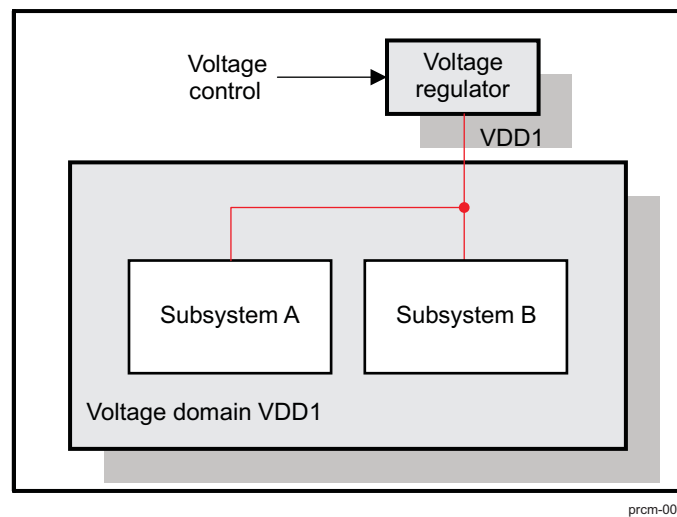 Voltage
control
Voltage
regulator
VDD1
Subsystem A
Subsystem B
Voltage domain VDD1
prcm-00